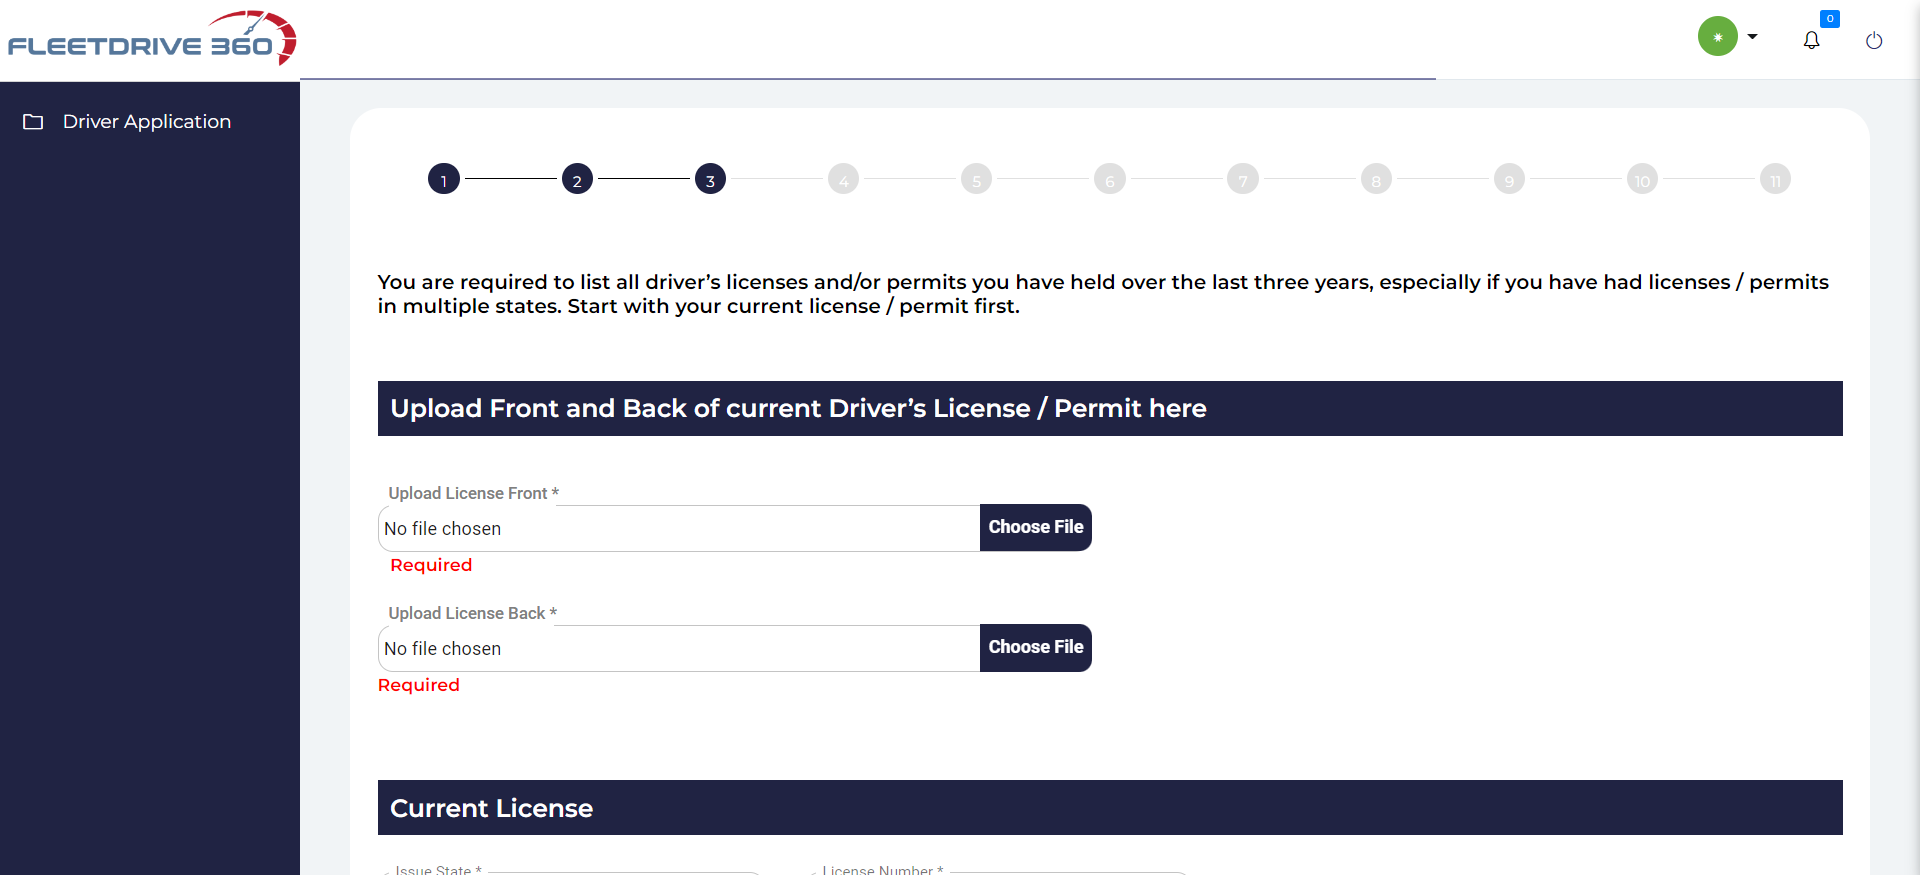 FLEETDRIVE 360
0
Driver Application
1 2 3 4 5 6 7 8 9 10 11
You are required to list all driver’s licenses and/or permits you have held over the last three years, especially if you have had licenses / permits
in multiple states. Start with your current license / permit first.
Upload Front and Back of current Driver’s License / Permit here
Upload License Front *
No file chosen
Choose File
Required
Upload License Back *
No file chosen
Choose File
Required
Current License
Issue State *
License Number *